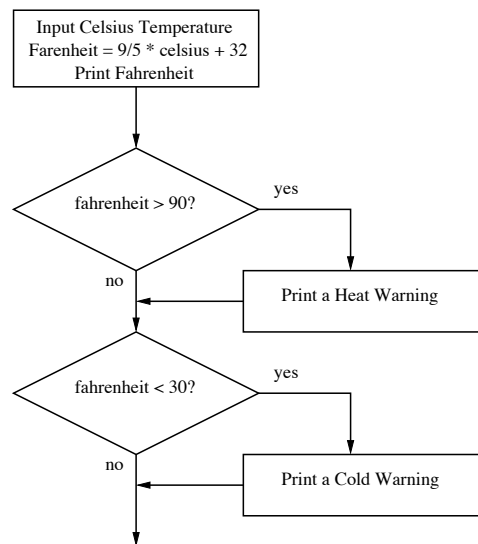 Input Celsius Temperature
Farenheit = 9/5 * celsius + 32
Print Fahrenheit
fahrenheit > 90?
yes
no
Print a Heat Warning
fahrenheit < 30?
yes
no
Print a Cold Warning